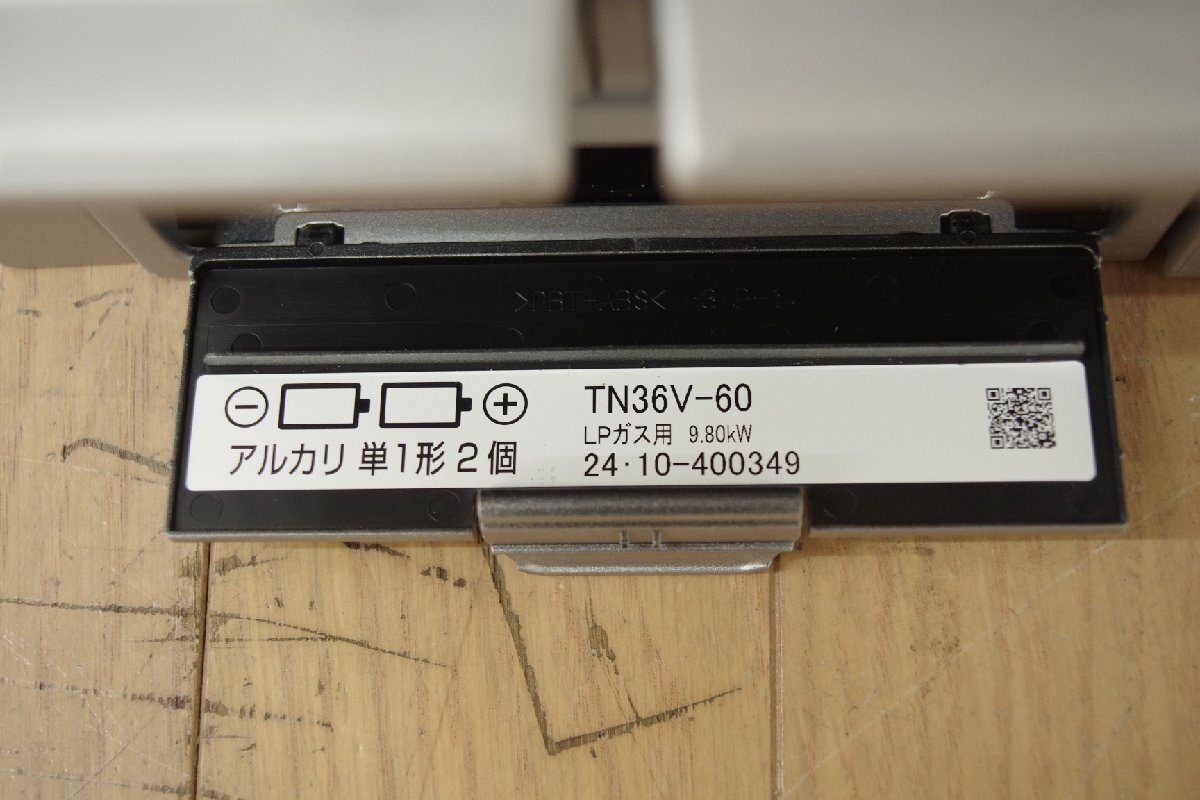 >PBT+ABS<
⊖ ⊕
アルカリ 単1形 2個
TN36V-60
LPガス用 9.80kW
24・10-400349